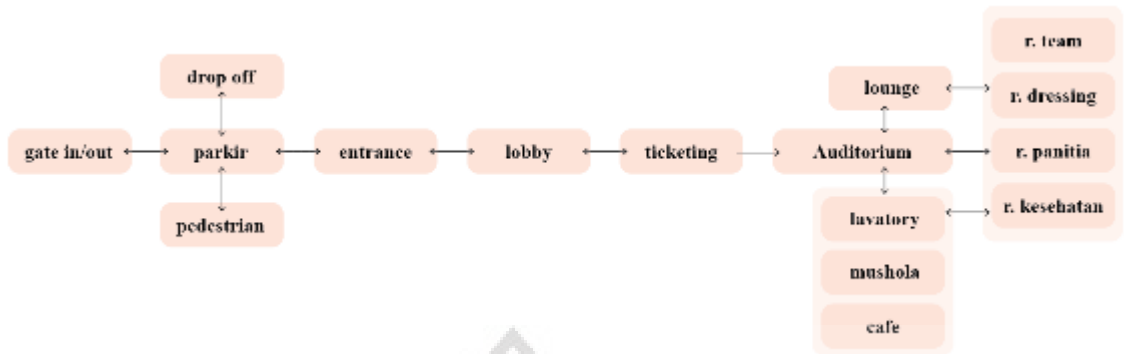 r. team
drop off
lounge
r. dressing
gate in/out
parkir
entrance
lobby
ticketing
Auditorium
r. panitia
pedestrian
lavatory
r. kesehatan
mushola
cafe